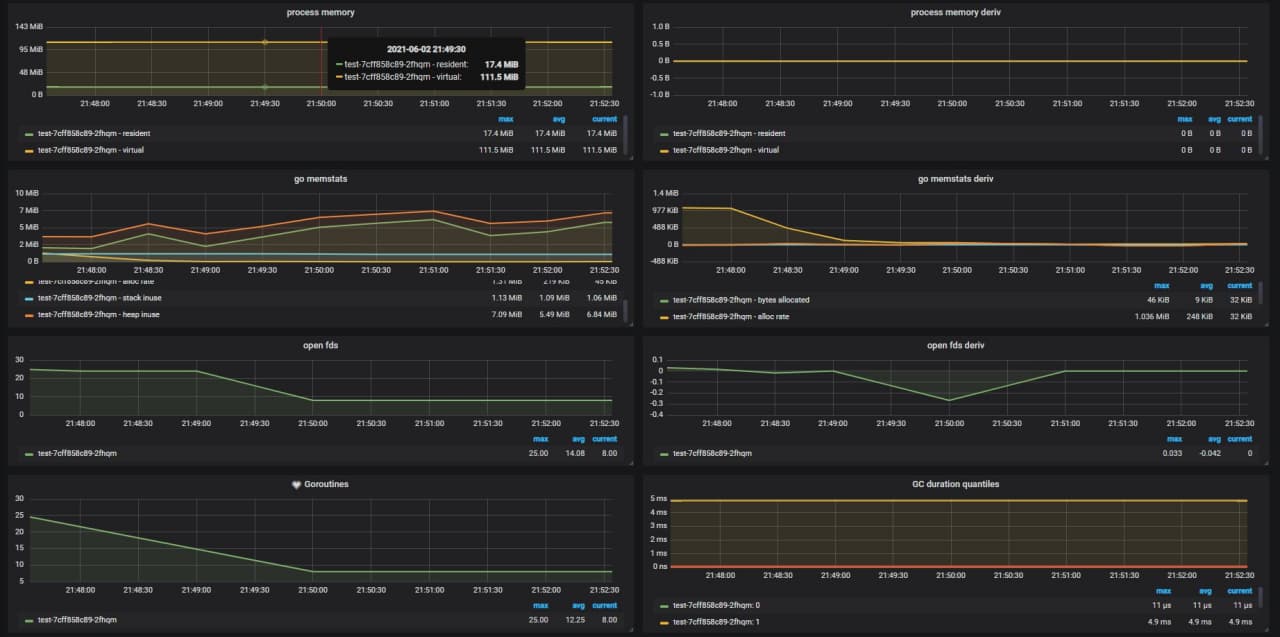 process memory
143 MiB
95 MiB
48 MiB
0 B
2021-06-02 21:49:30
test-7cff858c89-2fhqm - resident: 17.4 MiB
test-7cff858c89-2fhqm - virtual: 111.5 MiB
21:48:00 21:48:30 21:49:00 21:49:30 21:50:00 21:50:30 21:51:00 21:51:30 21:52:00 21:52:30
max avg current
test-7cff858c89-2fhqm - resident 17.4 MiB 17.4 MiB 17.4 MiB
test-7cff858c89-2fhqm - virtual 111.5 MiB 111.5 MiB 111.5 MiB
process memory deriv
1.0 B
0.5 B
0 B
-0.5 B
-1.0 B
21:48:00 21:48:30 21:49:00 21:49:30 21:50:00 21:50:30 21:51:00 21:51:30 21:52:00 21:52:30
max avg current
test-7cff858c89-2fhqm - resident 0 B 0 B 0 B
test-7cff858c89-2fhqm - virtual 0 B 0 B 0 B
go memstats
10 MiB
7 MiB
5 MiB
2 MiB
0 B
21:48:00 21:48:30 21:49:00 21:49:30 21:50:00 21:50:30 21:51:00 21:51:30 21:52:00 21:52:30
test-7cff858c89-2fhqm - alloc rate 1.31 MiB 219 KiB 45 KiB
test-7cff858c89-2fhqm - stack inuse 1.13 MiB 1.09 MiB 1.06 MiB
test-7cff858c89-2fhqm - heap inuse 7.09 MiB 5.49 MiB 6.84 MiB
go memstats deriv
1.4 MiB
977 KiB
488 KiB
0 B
-488 KiB
21:48:00 21:48:30 21:49:00 21:49:30 21:50:00 21:50:30 21:51:00 21:51:30 21:52:00 21:52:30
max avg current
test-7cff858c89-2fhqm - bytes allocated 46 KiB 9 KiB 32 KiB
test-7cff858c89-2fhqm - alloc rate 1.036 MiB 248 KiB 32 KiB
open fds
30
20
10
0
21:48:00 21:48:30 21:49:00 21:49:30 21:50:00 21:50:30 21:51:00 21:51:30 21:52:00 21:52:30
max avg current
test-7cff858c89-2fhqm 25.00 14.08 8.00
open fds deriv
0.1
0
-0.1
-0.2
-0.3
-0.4
21:48:00 21:48:30 21:49:00 21:49:30 21:50:00 21:50:30 21:51:00 21:51:30 21:52:00 21:52:30
max avg current
test-7cff858c89-2fhqm 0.033 -0.042 0
Goroutines
30
25
20
15
10
5
21:48:00 21:48:30 21:49:00 21:49:30 21:50:00 21:50:30 21:51:00 21:51:30 21:52:00 21:52:30
max avg current
test-7cff858c89-2fhqm 25.00 12.25 8.00
GC duration quantiles
5 ms
4 ms
3 ms
2 ms
1 ms
0 ns
21:48:00 21:48:30 21:49:00 21:49:30 21:50:00 21:50:30 21:51:00 21:51:30 21:52:00 21:52:30
max avg current
test-7cff858c89-2fhqm: 0 11 µs 11 µs 11 µs
test-7cff858c89-2fhqm: 1 4.9 ms 4.9 ms 4.9 ms